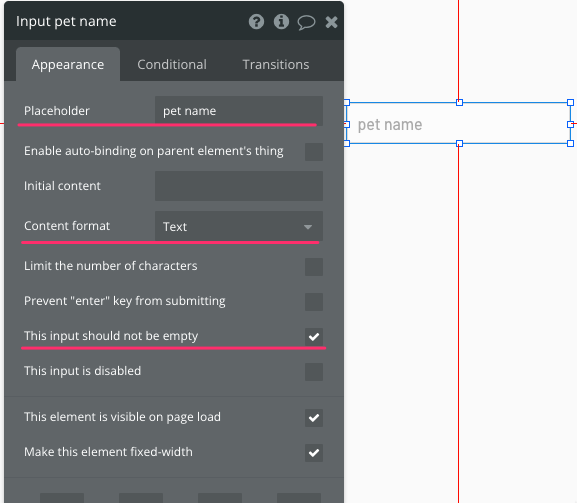 Input pet name
Appearance Conditional Transitions
Placeholder pet name
pet name
Enable auto-binding on parent element's thing
Initial content
Content format Text
Limit the number of characters
Prevent "enter" key from submitting
This input should not be empty
This input is disabled
This element is visible on page load
Make this element fixed-width